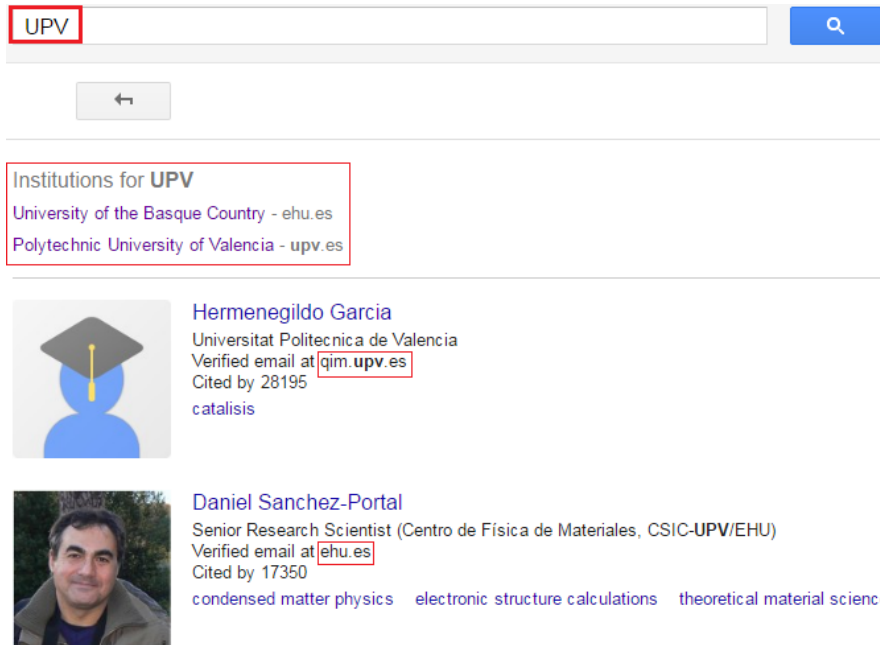 UPV
Institutions for UPV
University of the Basque Country - ehu.es
Polytechnic University of Valencia - upv.es
Hermenegildo Garcia
Universitat Politecnica de Valencia
Verified email at qim.upv.es
Cited by 28195
catalisis
Daniel Sanchez-Portal
Senior Research Scientist (Centro de Física de Materiales, CSIC-UPV/EHU)
Verified email at ehu.es
Cited by 17350
condensed matter physics electronic structure calculations theoretical material scienc